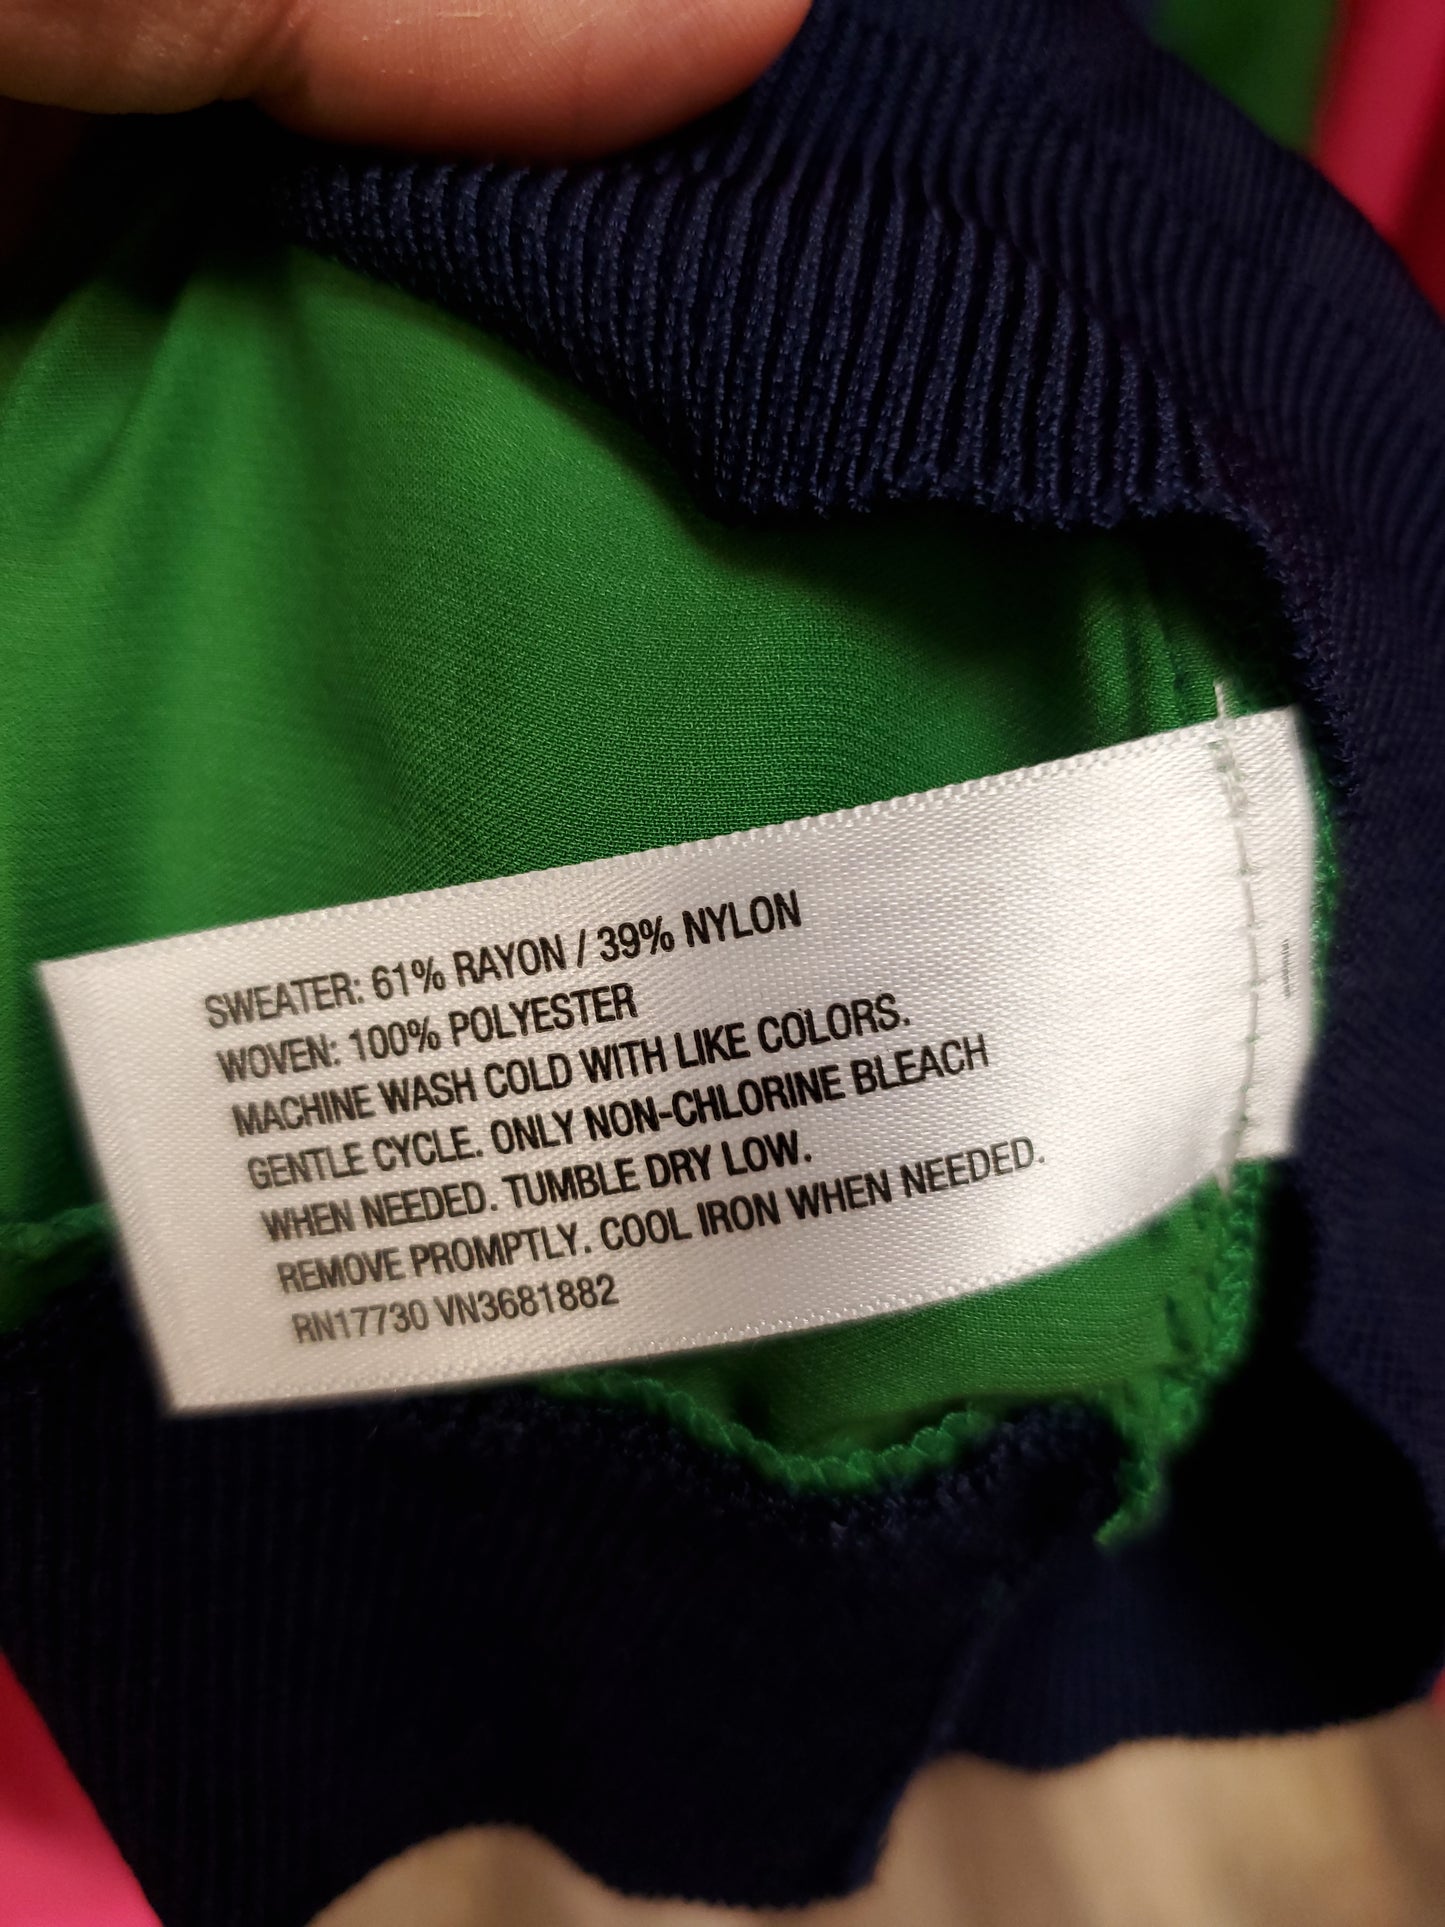 SWEATER: 61% RAYON / 39% NYLON
WOVEN: 100% POLYESTER
MACHINE WASH COLD WITH LIKE COLORS.
GENTLE CYCLE. ONLY NON-CHLORINE BLEACH
WHEN NEEDED. TUMBLE DRY LOW.
REMOVE PROMPTLY. COOL IRON WHEN NEEDED.
RN17730 VN3681882